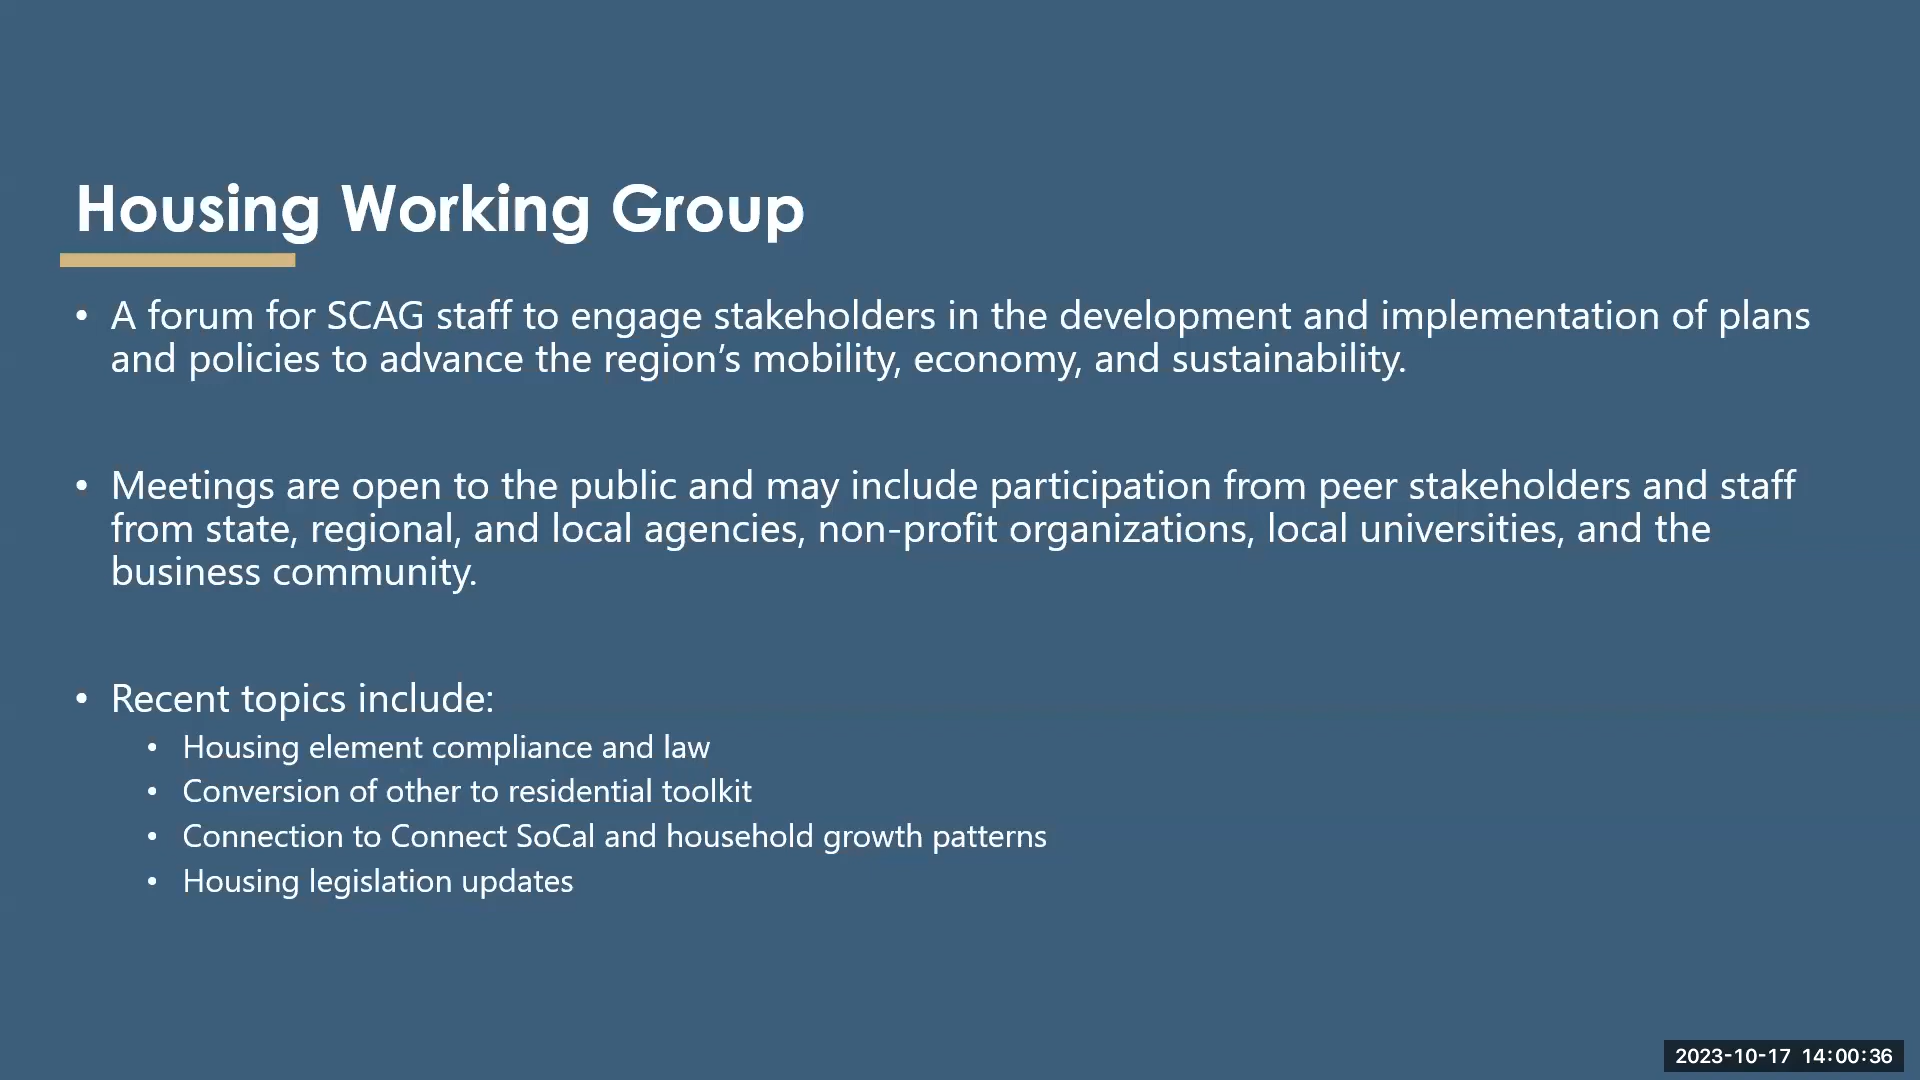 Housing Working Group
• A forum for SCAG staff to engage stakeholders in the development and implementation of plans
and policies to advance the region’s mobility, economy, and sustainability.
• Meetings are open to the public and may include participation from peer stakeholders and staff
from state, regional, and local agencies, non-profit organizations, local universities, and the
business community.
• Recent topics include:
• Housing element compliance and law
• Conversion of other to residential toolkit
• Connection to Connect SoCal and household growth patterns
• Housing legislation updates
2023-10-17 14:00:36